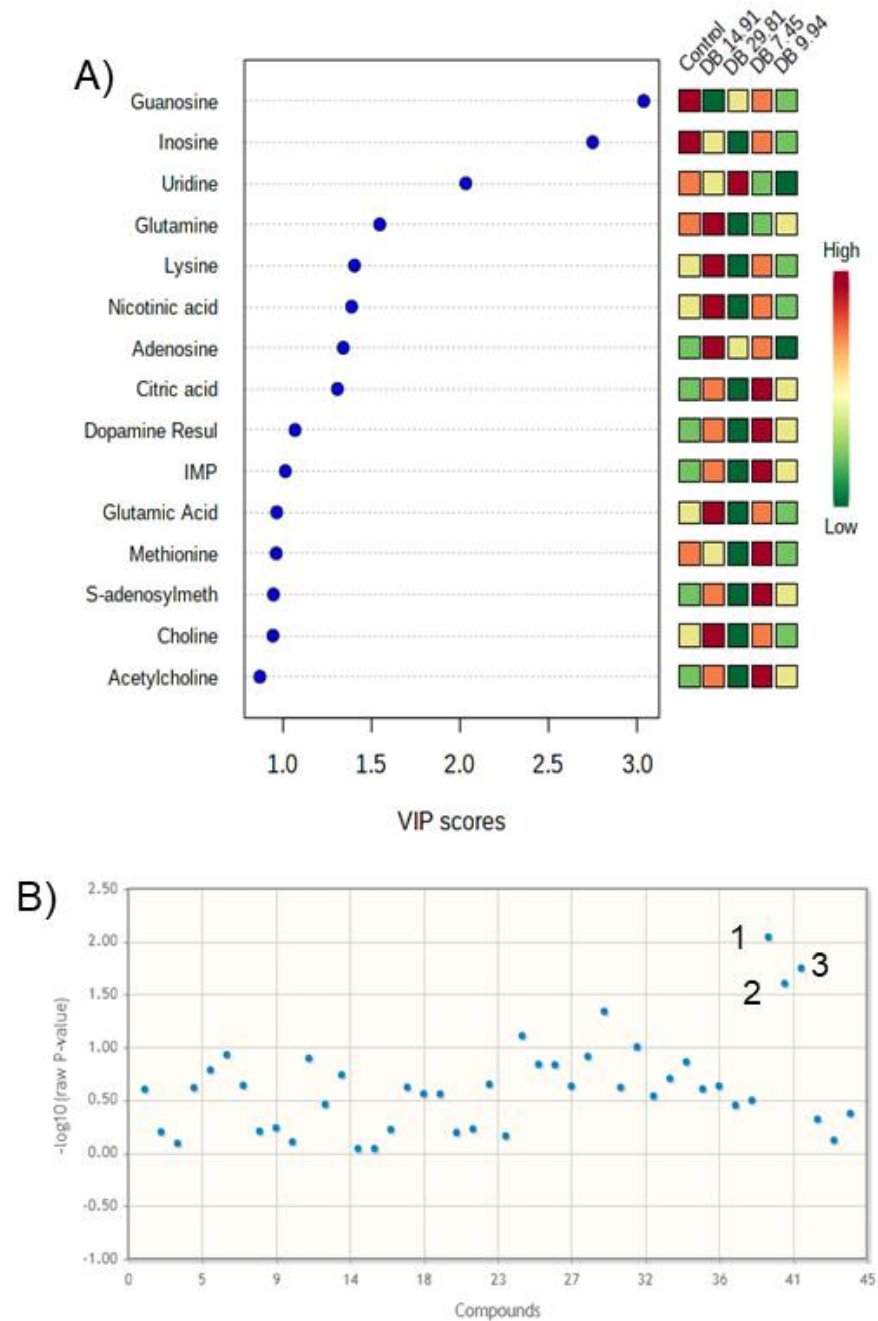 A)
Control
DB 14.91
DB 29.81
DB 7.45
DB 9.94
Guanosine
Inosine
Uridine
Glutamine
Lysine
Nicotinic acid
Adenosine
Citric acid
Dopamine Resul
IMP
Glutamic Acid
Methionine
S-adenosylmeth
Choline
Acetylcholine
High
Low
1.0 1.5 2.0 2.5 3.0
VIP scores
B)
2.50
2.00
1.50
1.00
0.50
0.00
-0.50
-1.00
-log10(raw P-value)
1
2
3
0 5 9 14 18 23 27 32 36 41 45
Compounds